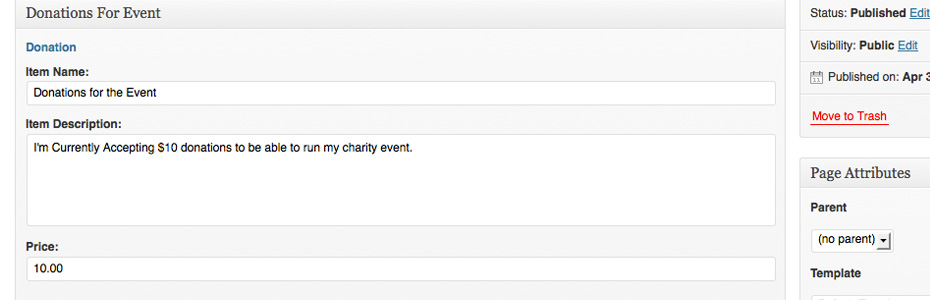 Donations For Event
Donation
Item Name:
Donations for the Event
Item Description:
I'm Currently Accepting $10 donations to be able to run my charity event.
Price:
10.00
Status: Published Edit
Visibility: Public Edit
Published on: Apr 3
Move to Trash
Page Attributes
Parent
(no parent)
Template